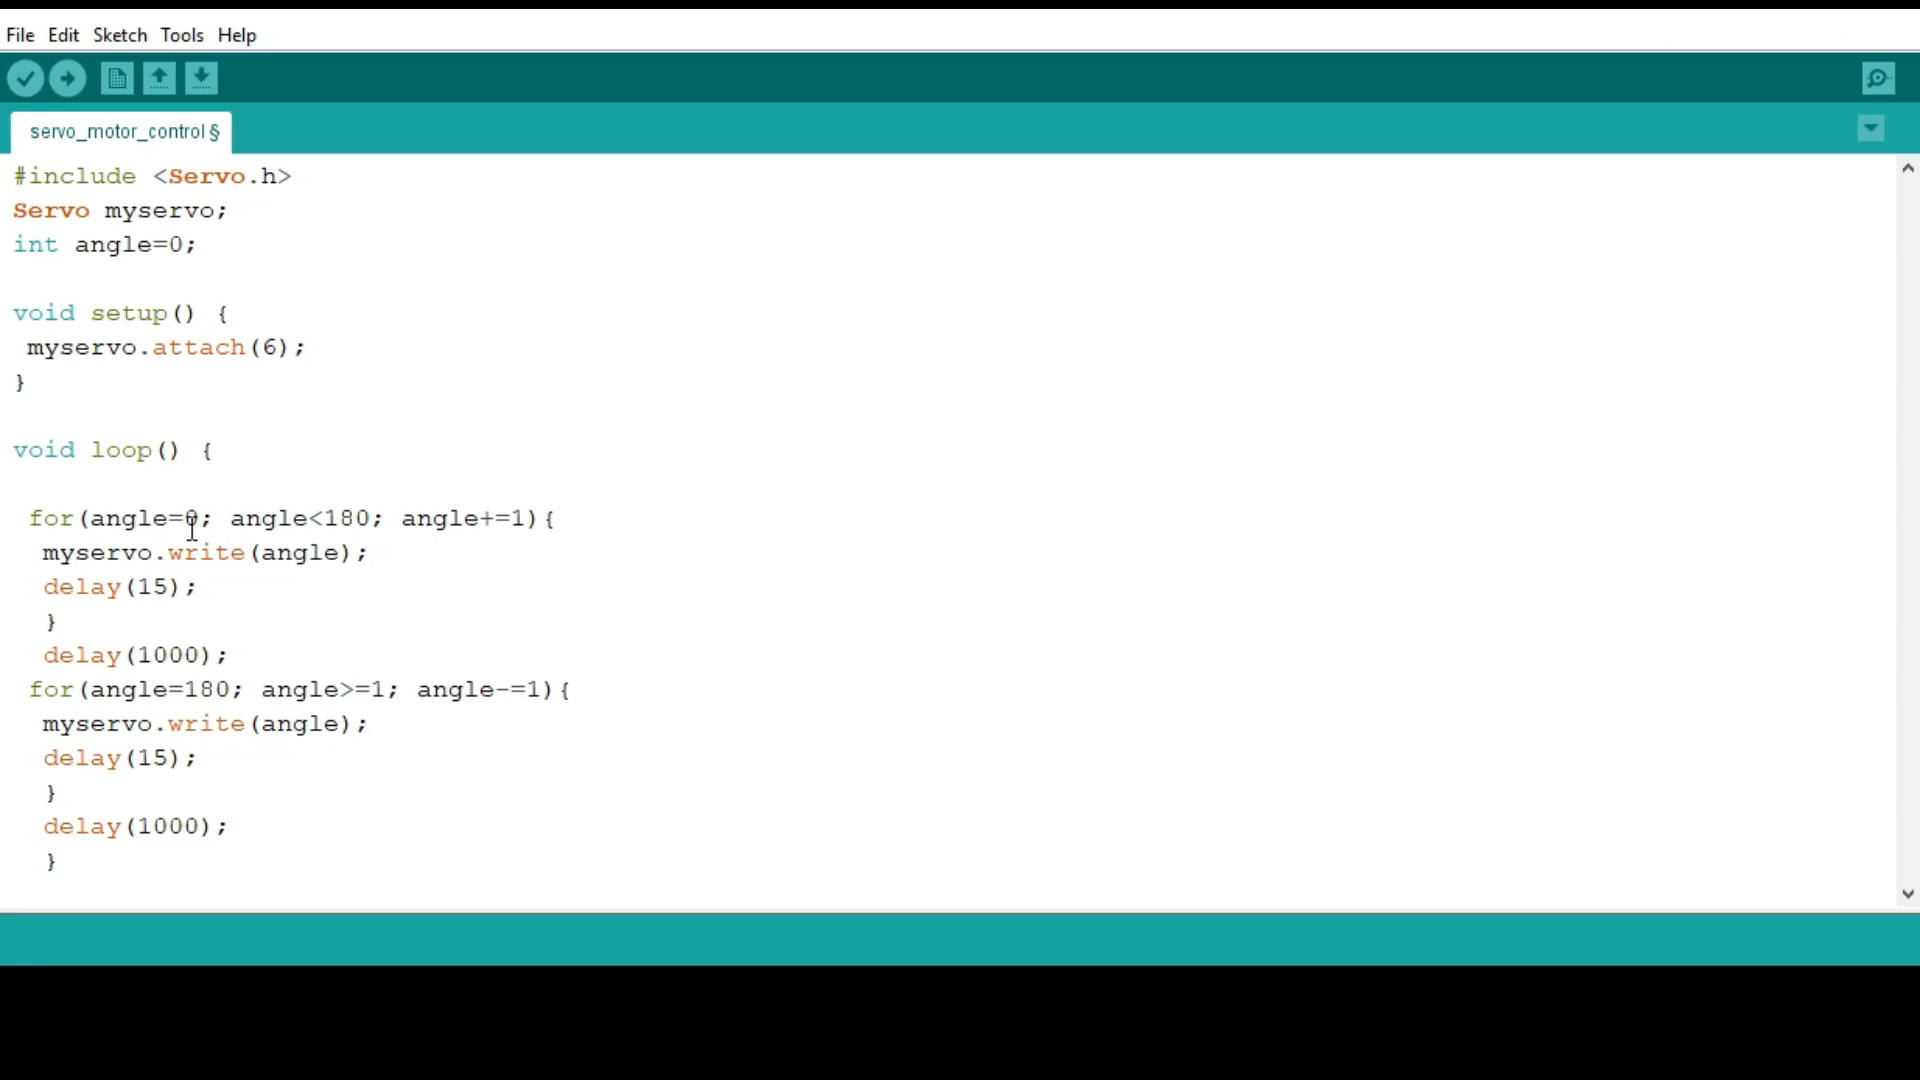 File Edit Sketch Tools Help
servo_motor_control §
#include <Servo.h>
Servo myservo;
int angle=0;
void setup() {
myservo.attach(6);
}
void loop() {
for(angle=0; angle<180; angle+=1){
myservo.write(angle);
delay(15);
}
delay(1000);
for(angle=180; angle>=1; angle-=1){
myservo.write(angle);
delay(15);
}
delay(1000);
}